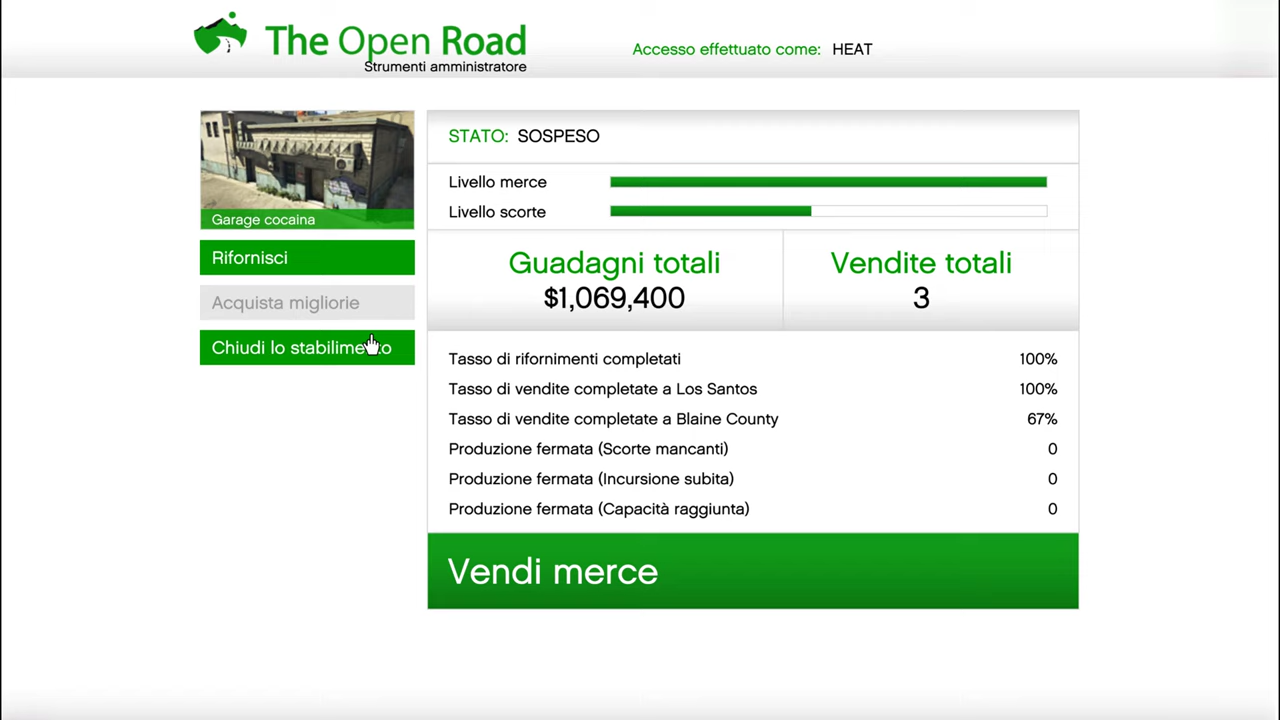 The Open Road
Strumenti amministratore
Accesso effettuato come: HEAT
Garage cocaina
Rifornisci
Acquista migliorie
Chiudi lo stabilimento
STATO: SOSPESO
Livello merce
Livello scorte
Guadagni totali
$1,069,400
Vendite totali
3
Tasso di rifornimenti completati 100%
Tasso di vendite completate a Los Santos 100%
Tasso di vendite completate a Blaine County 67%
Produzione fermata (Scorte mancanti) 0
Produzione fermata (Incursione subita) 0
Produzione fermata (Capacità raggiunta) 0
Vendi merce